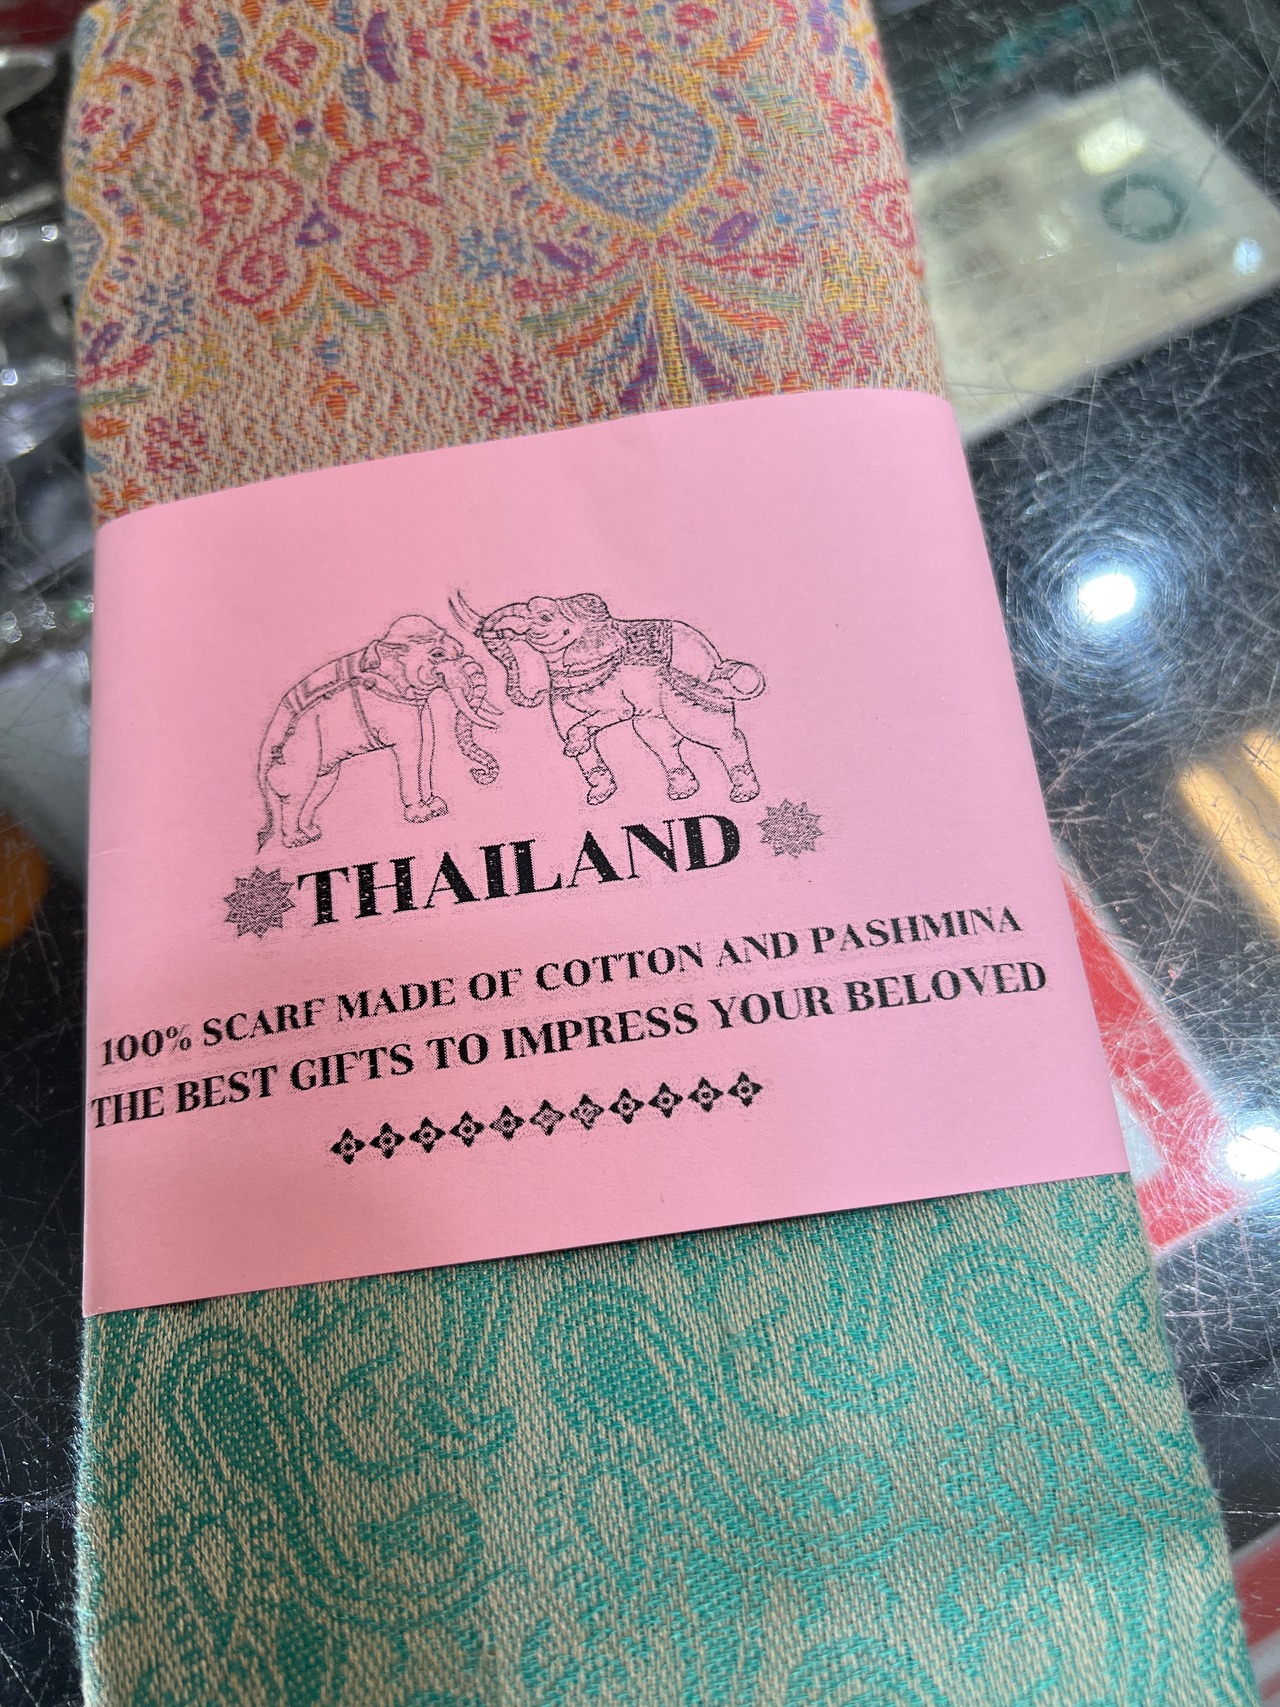 THAILAND
100% SCARF MADE OF COTTON AND PASHMINA
THE BEST GIFTS TO IMPRESS YOUR BELOVED